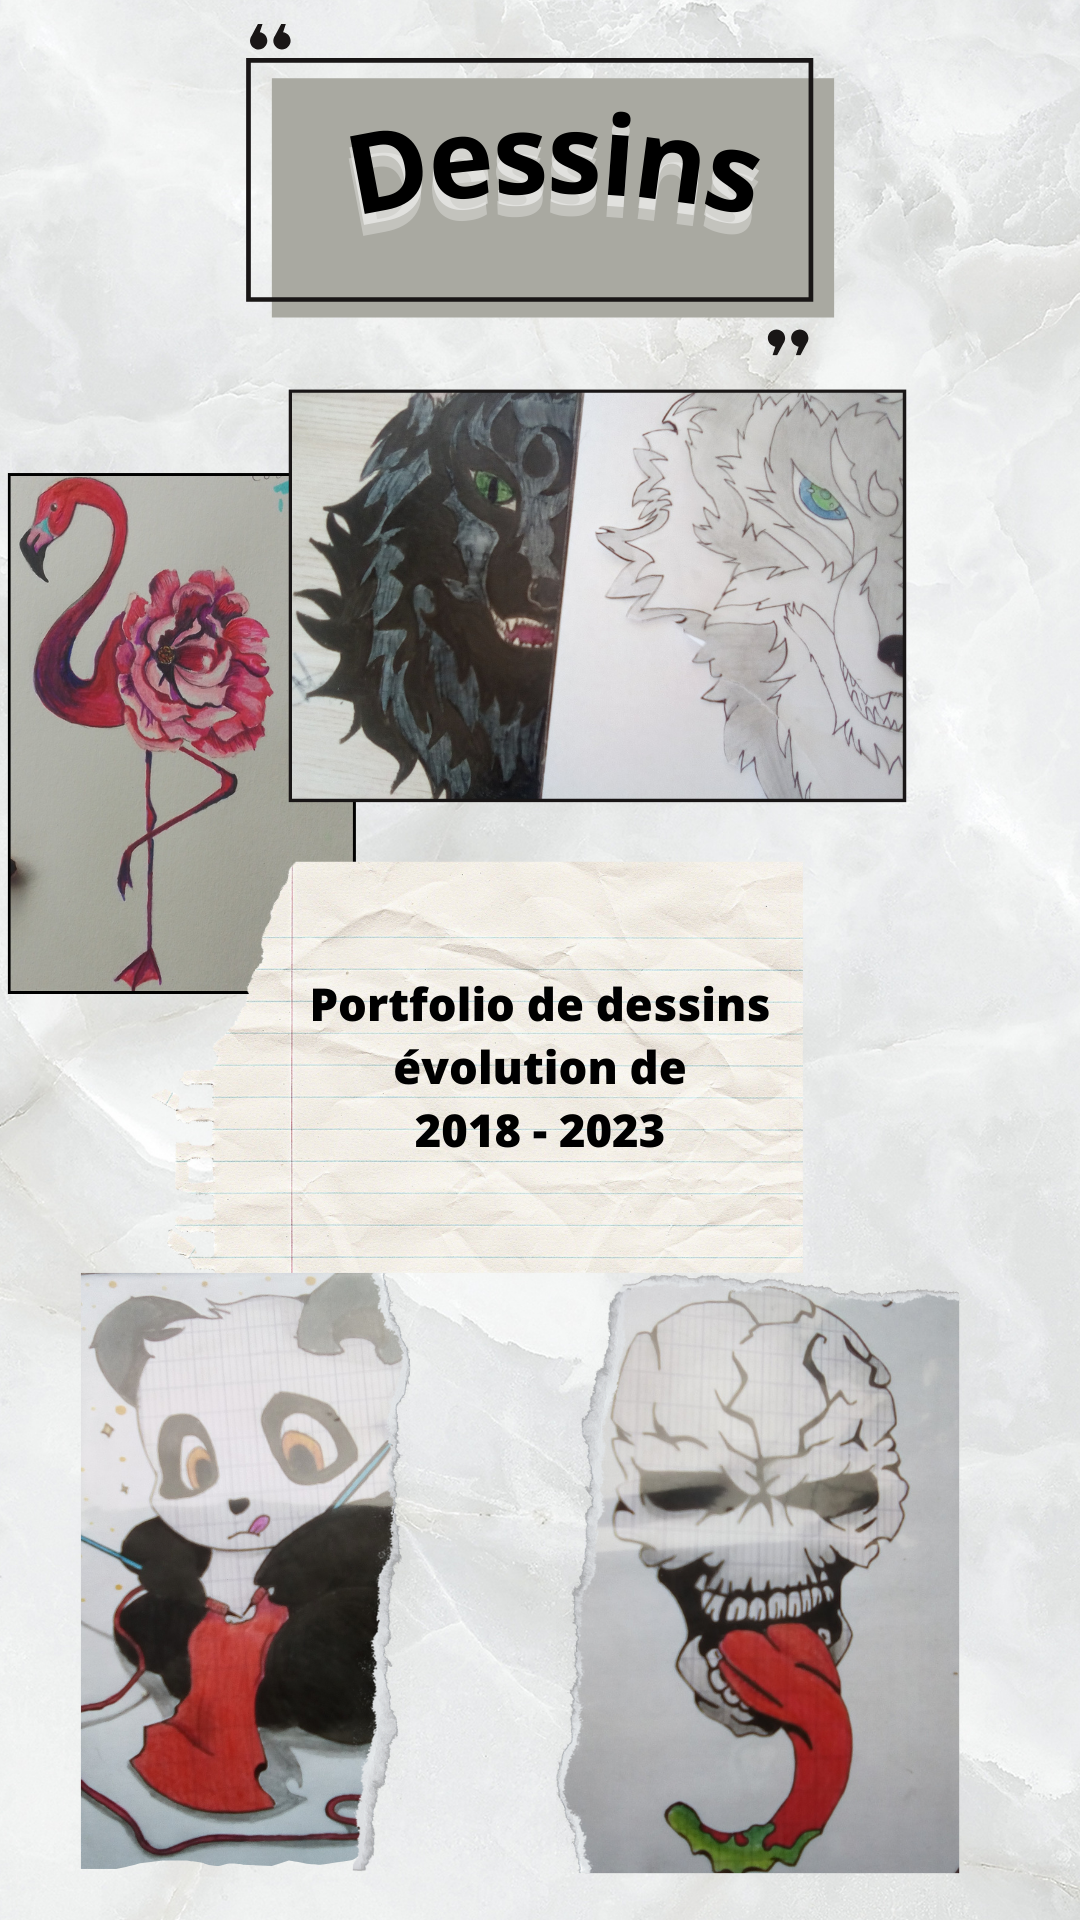 “
Dessins
”
Portfolio de dessins
évolution de
2018 - 2023